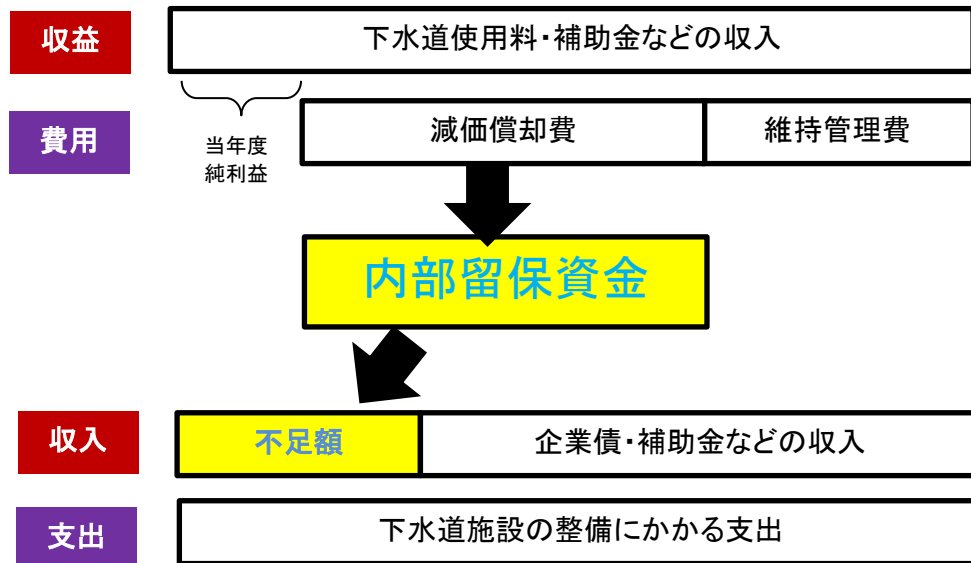 収益
下水道使用料・補助金などの収入
費用
当年度
純利益
減価償却費
維持管理費
内部留保資金
収入
不足額
企業債・補助金などの収入
支出
下水道施設の整備にかかる支出